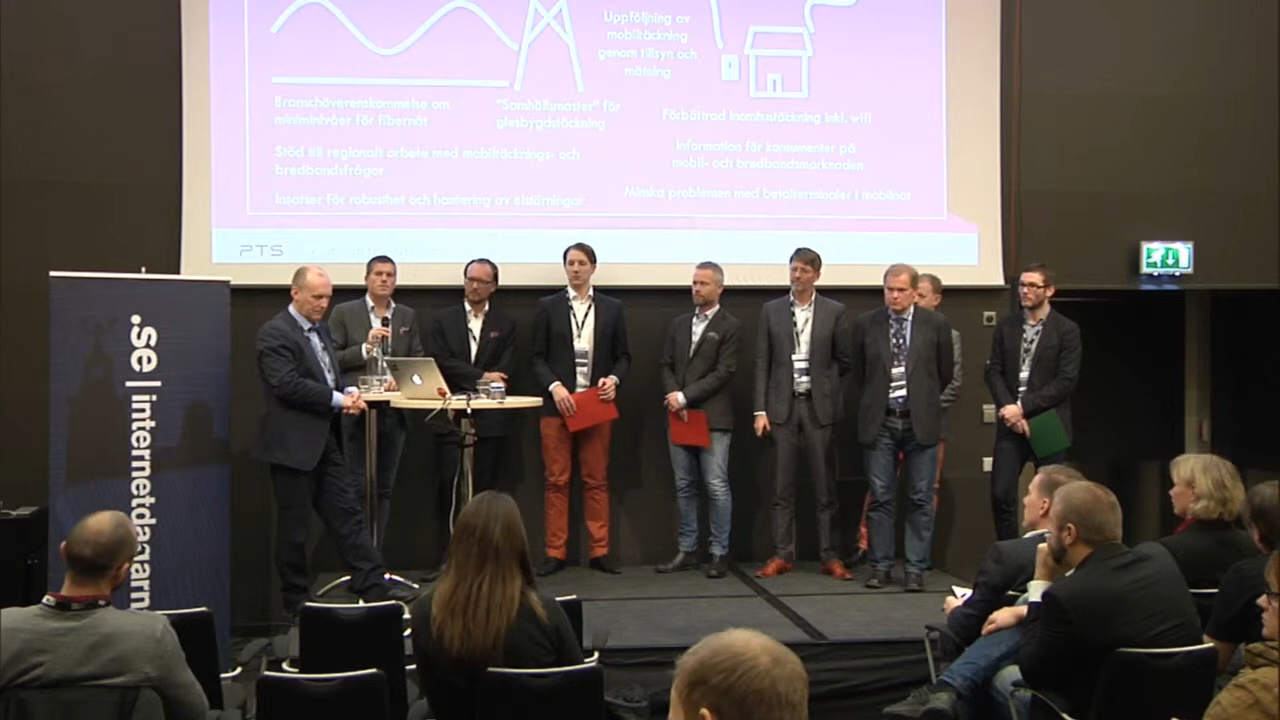 Uppföljning av
mobiltäckning
genom tillsyn och
mätning
Branschöverenskommelse om
miniminivåer för fibernät
"Samhällsmaster" för
glesbygdstäckning
Förbättrad inomhustäckning inkl. wifi
Stöd till regionalt arbete med mobiltäcknings- och
bredbandsfrågor
Information för konsumenter på
mobil- och bredbandsmarknaden
Insatser för robusthet och hantering av elstörningar
Minska problemen med betalterminaler i mobilnät
PTS
.se | internetdagarn